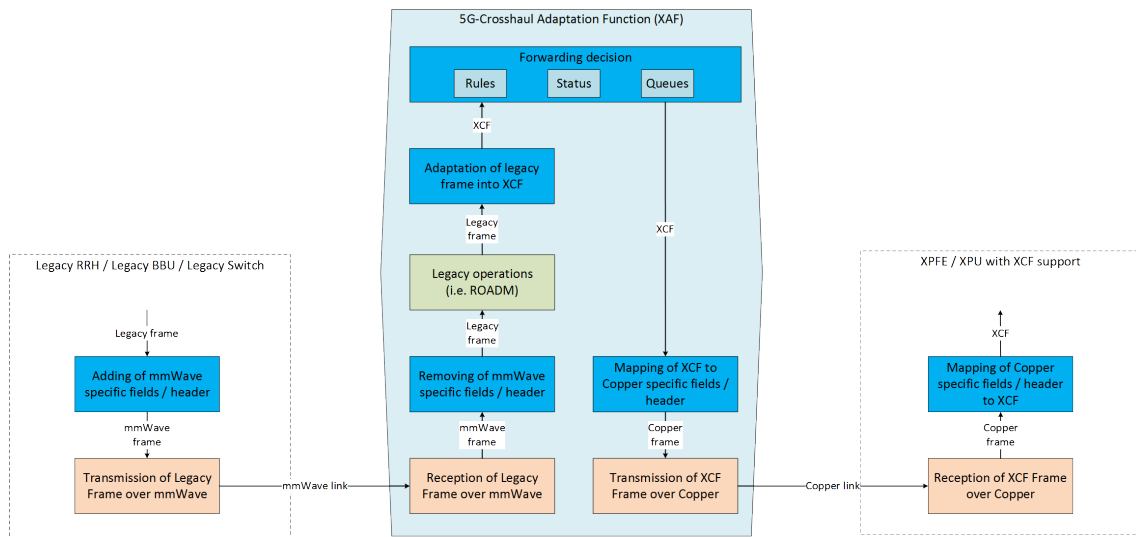 5G-Crosshaul Adaptation Function (XAF)
Forwarding decision
Rules
Status
Queues
XCF
Adaptation of legacy
frame into XCF
Legacy
frame
XCF
Legacy operations
(i.e. ROADM)
Legacy
frame
Removing of mmWave
specific fields / header
mmWave
frame
Reception of Legacy
Frame over mmWave
Mapping of XCF to
Copper specific fields /
header
Copper
frame
Transmission of XCF
Frame over Copper
Legacy RRH / Legacy BBU / Legacy Switch
Legacy frame
Adding of mmWave
specific fields / header
mmWave
frame
Transmission of Legacy
Frame over mmWave
mmWave link
Copper link
XPFE / XPU with XCF support
XCF
Mapping of Copper
specific fields / header
to XCF
Copper
frame
Reception of XCF Frame
over Copper